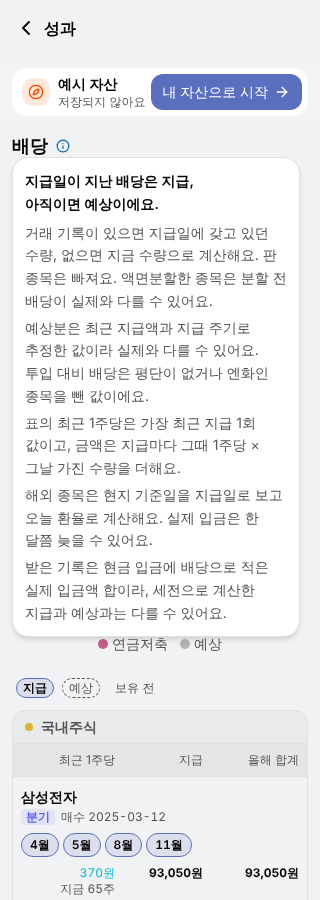 성과
예시 자산
저장되지 않아요
내 자산으로 시작
배당
지급일이 지난 배당은 지급,
아직이면 예상이에요.
거래 기록이 있으면 지급일에 갖고 있던
수량, 없으면 지금 수량으로 계산해요. 판
종목은 빠져요. 액면분할한 종목은 분할 전
배당이 실제와 다를 수 있어요.
예상분은 최근 지급액과 지급 주기로
추정한 값이라 실제와 다를 수 있어요.
투입 대비 배당은 평단이 없거나 엔화인
종목을 뺀 값이에요.
표의 최근 1주당은 가장 최근 지급 1회
값이고, 금액은 지급마다 그때 1주당 ×
그날 가진 수량을 더해요.
해외 종목은 현지 기준일을 지급일로 보고
오늘 환율로 계산해요. 실제 입금은 한
달쯤 늦을 수 있어요.
받은 기록은 현금 입금에 배당으로 적은
실제 입금액 합이라, 세전으로 계산한
지급과 예상과는 다를 수 있어요.
연금저축 예상
지급 예상 보유 전
국내주식
최근 1주당 지급 올해 합계
삼성전자
분기 매수 2025-03-12
4월 5월 8월 11월
370원 93,050원 93,050원
지금 65주